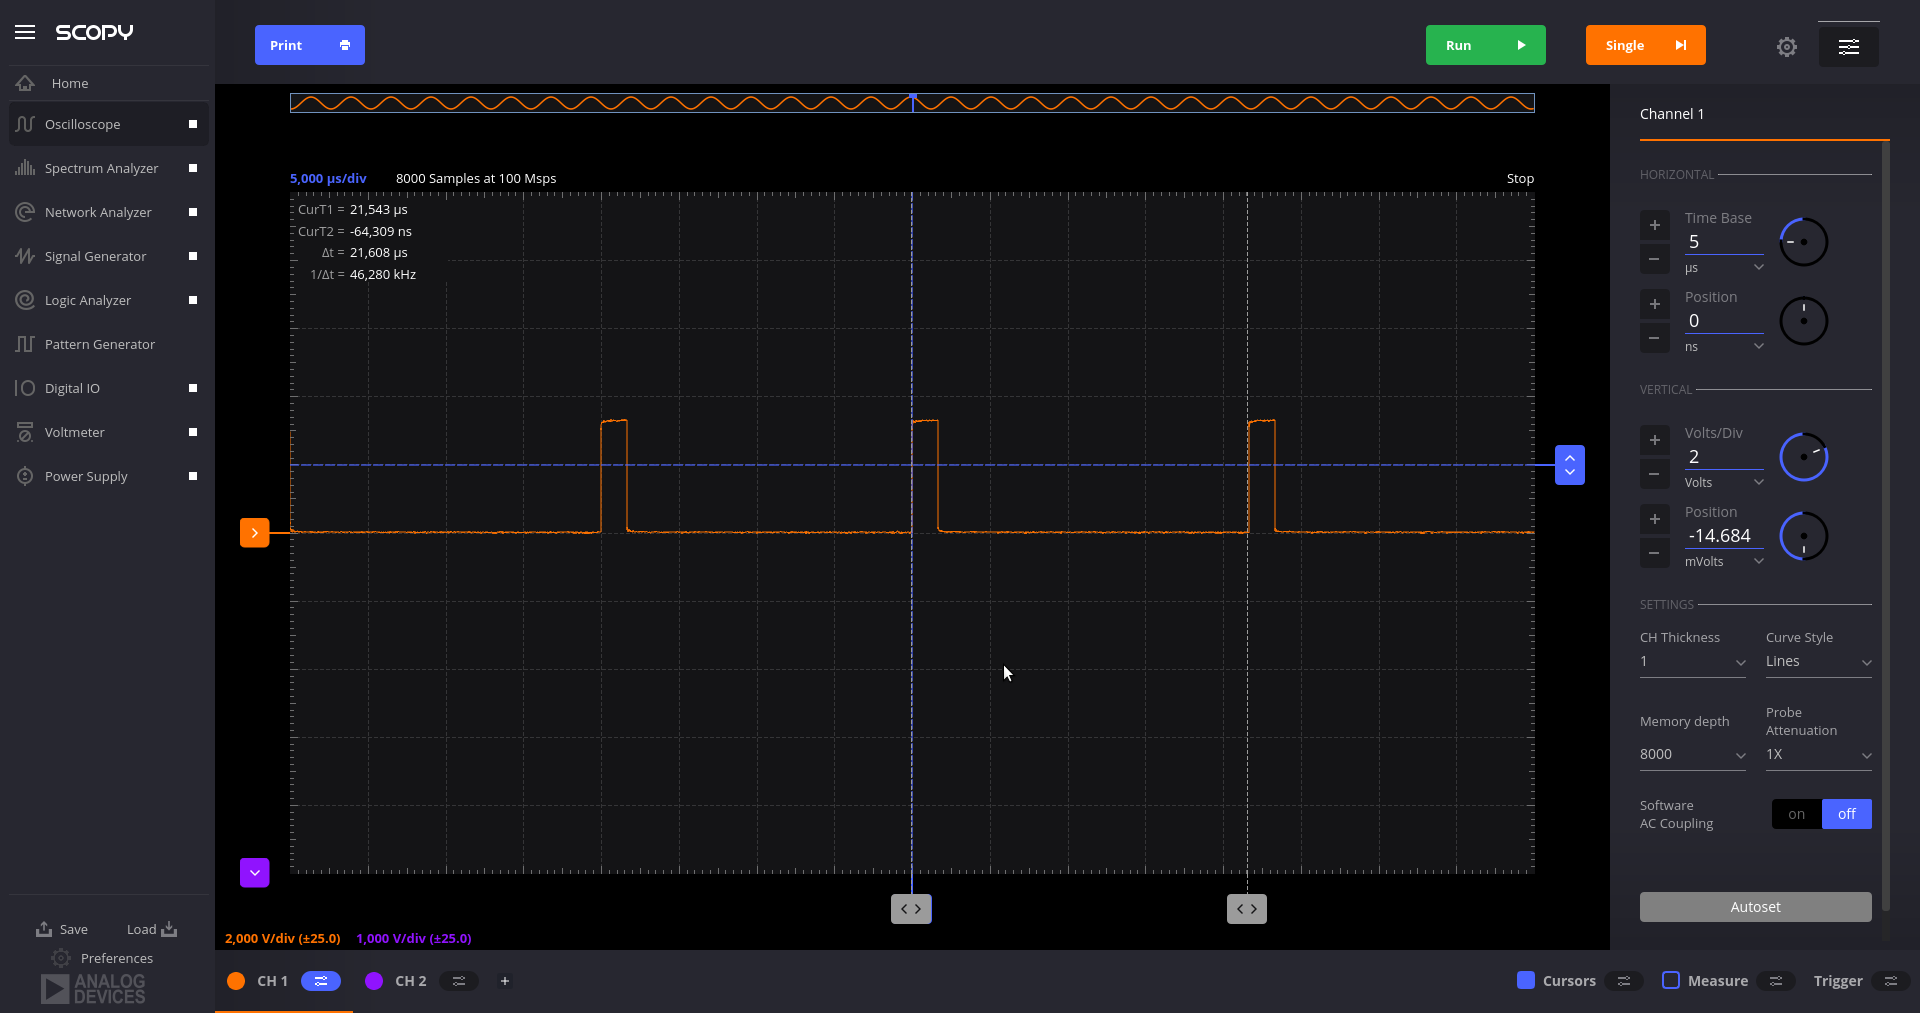 SCOPY
Print
Run
Single
Home
Oscilloscope
Spectrum Analyzer
Network Analyzer
Signal Generator
Logic Analyzer
Pattern Generator
Digital IO
Voltmeter
Power Supply
Save
Load
Preferences
ANALOG
DEVICES
5,000 µs/div
8000 Samples at 100 Msps
Stop
CurT1 = 21,543 µs
CurT2 = -64,309 ns
Δt = 21,608 µs
1/Δt = 46,280 kHz
2,000 V/div (±25.0)
1,000 V/div (±25.0)
CH 1
CH 2
+
Cursors
Measure
Trigger
Channel 1
HORIZONTAL
Time Base
5
µs
Position
0
ns
VERTICAL
Volts/Div
2
Volts
Position
-14.684
mVolts
SETTINGS
CH Thickness
1
Curve Style
Lines
Memory depth
8000
Probe
Attenuation
1X
Software
AC Coupling
on
off
Autoset